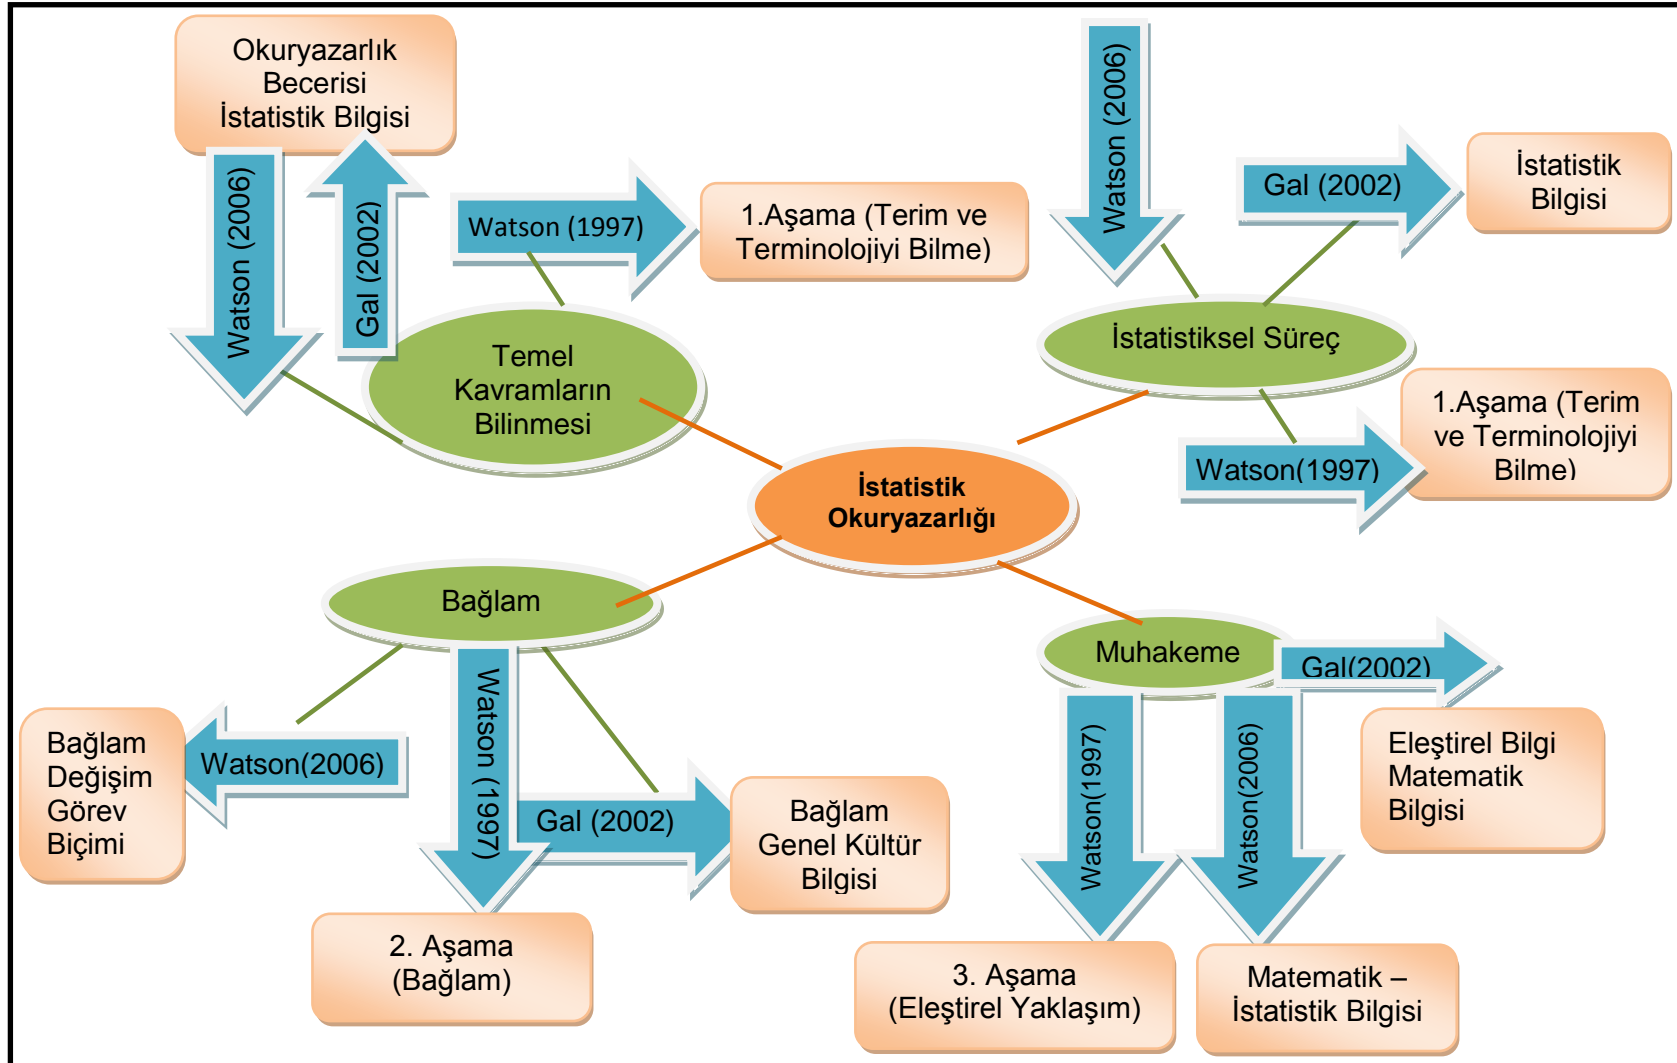 Okuryazarlık
Becerisi
İstatistik Bilgisi
Watson (2006)
Gal (2002)
Watson (1997)
1.Aşama (Terim ve
Terminolojiyi Bilme)
Temel
Kavramların
Bilinmesi
Watson (2006)
Gal (2002)
İstatistik
Bilgisi
İstatistiksel Süreç
Watson(1997)
1.Aşama (Terim
ve Terminolojiyi
Bilme)
İstatistik
Okuryazarlığı
Bağlam
Watson(2006)
Bağlam
Değişim
Görev
Biçimi
Watson (1997)
2. Aşama
(Bağlam)
Gal (2002)
Bağlam
Genel Kültür
Bilgisi
Muhakeme
Gal(2002)
Eleştirel Bilgi
Matematik
Bilgisi
Watson(1997)
3. Aşama
(Eleştirel Yaklaşım)
Watson(2006)
Matematik –
İstatistik Bilgisi